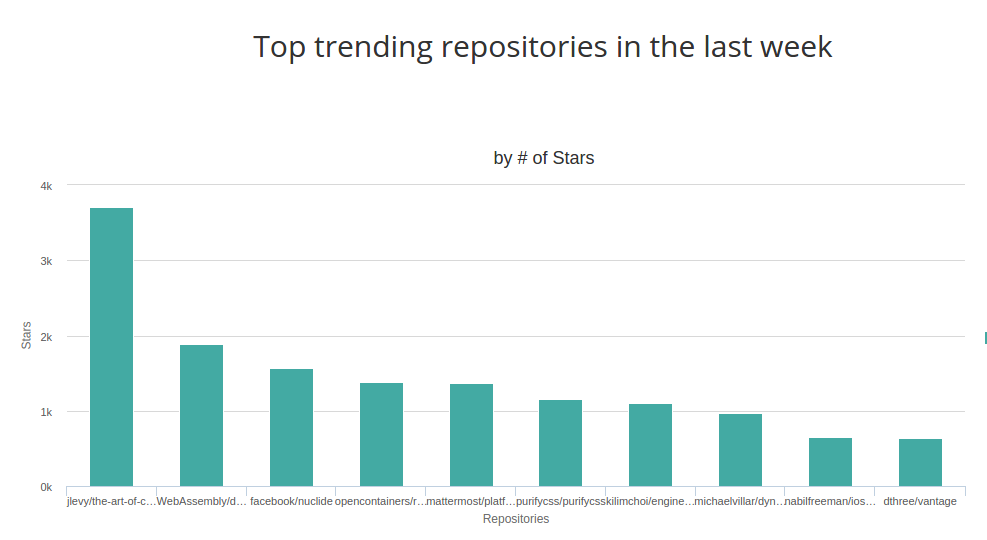 Top trending repositories in the last week
by # of Stars
4k
3k
2k
1k
0k
Stars
jlevy/the-art-of-c… WebAssembly/d… facebook/nuclide opencontainers/r… mattermost/platf… purifycss/purifycss kilimchoi/engine… michaelvillar/dyn… nabilfreeman/ios… dthree/vantage
Repositories